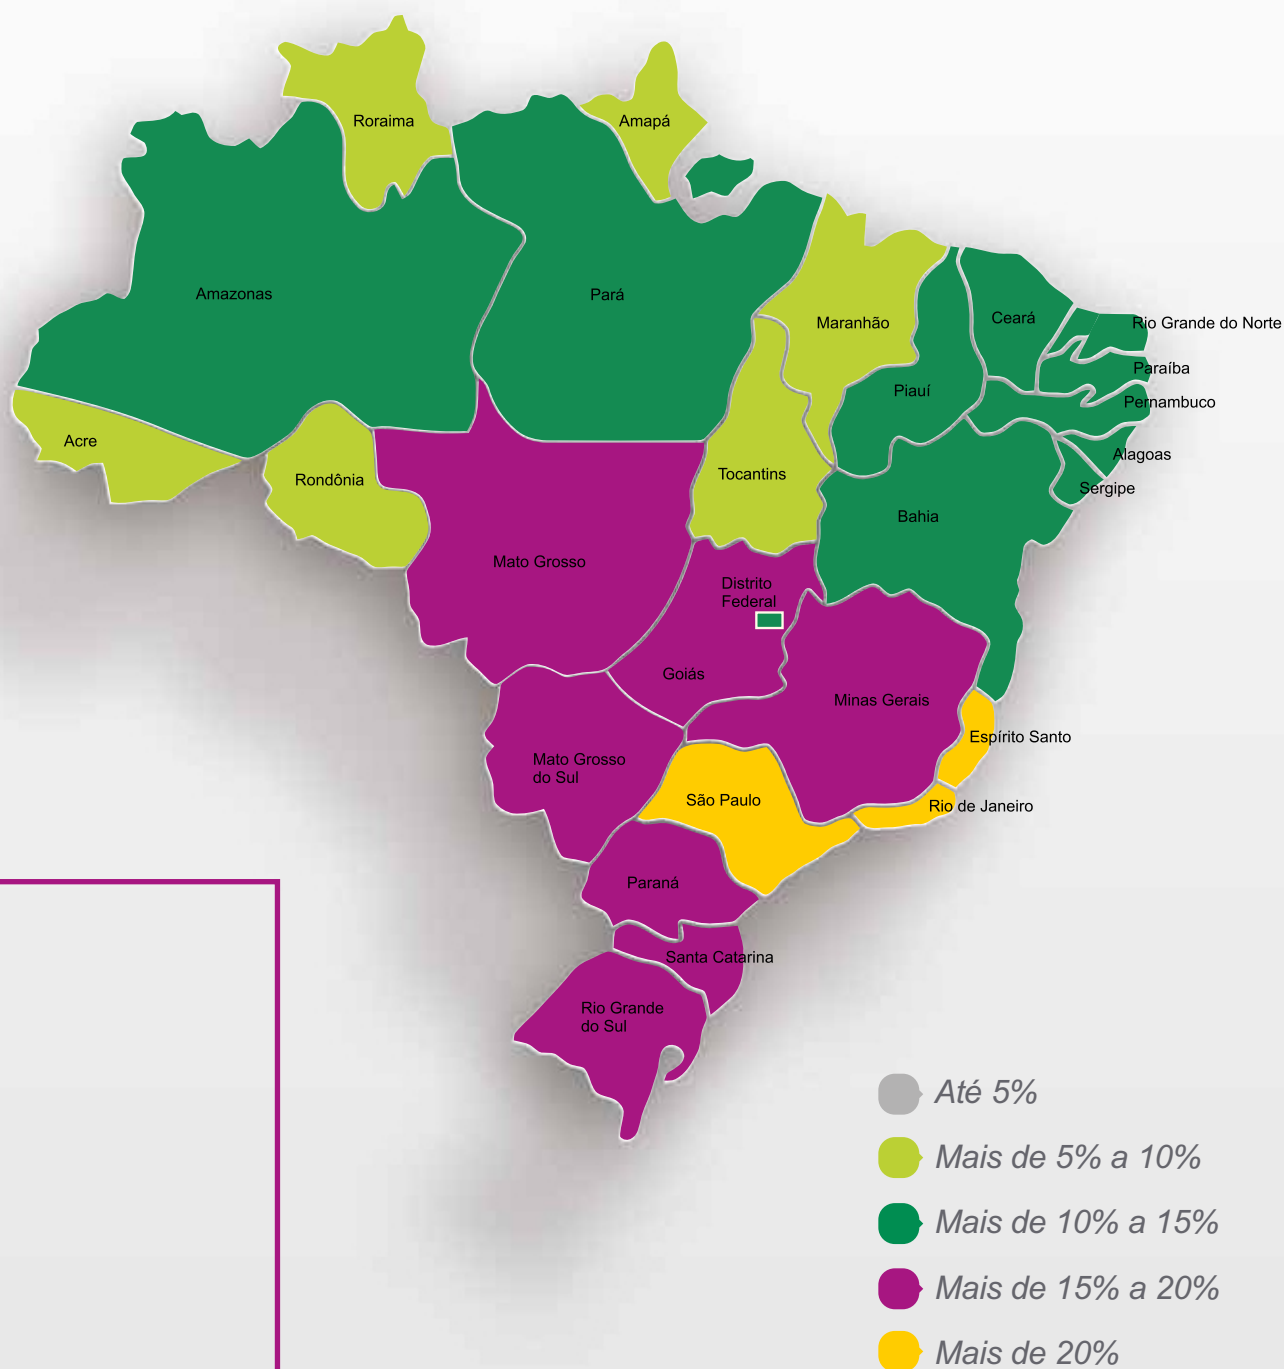 Roraima
Amapá
Amazonas
Pará
Maranhão
Ceará
Rio Grande do Norte
Paraíba
Piauí
Pernambuco
Acre
Alagoas
Rondônia
Tocantins
Sergipe
Bahia
Mato Grosso
Distrito
Federal
Goiás
Minas Gerais
Espírito Santo
Mato Grosso
do Sul
São Paulo
Rio de Janeiro
Paraná
Santa Catarina
Rio Grande
do Sul
Até 5%
Mais de 5% a 10%
Mais de 10% a 15%
Mais de 15% a 20%
Mais de 20%